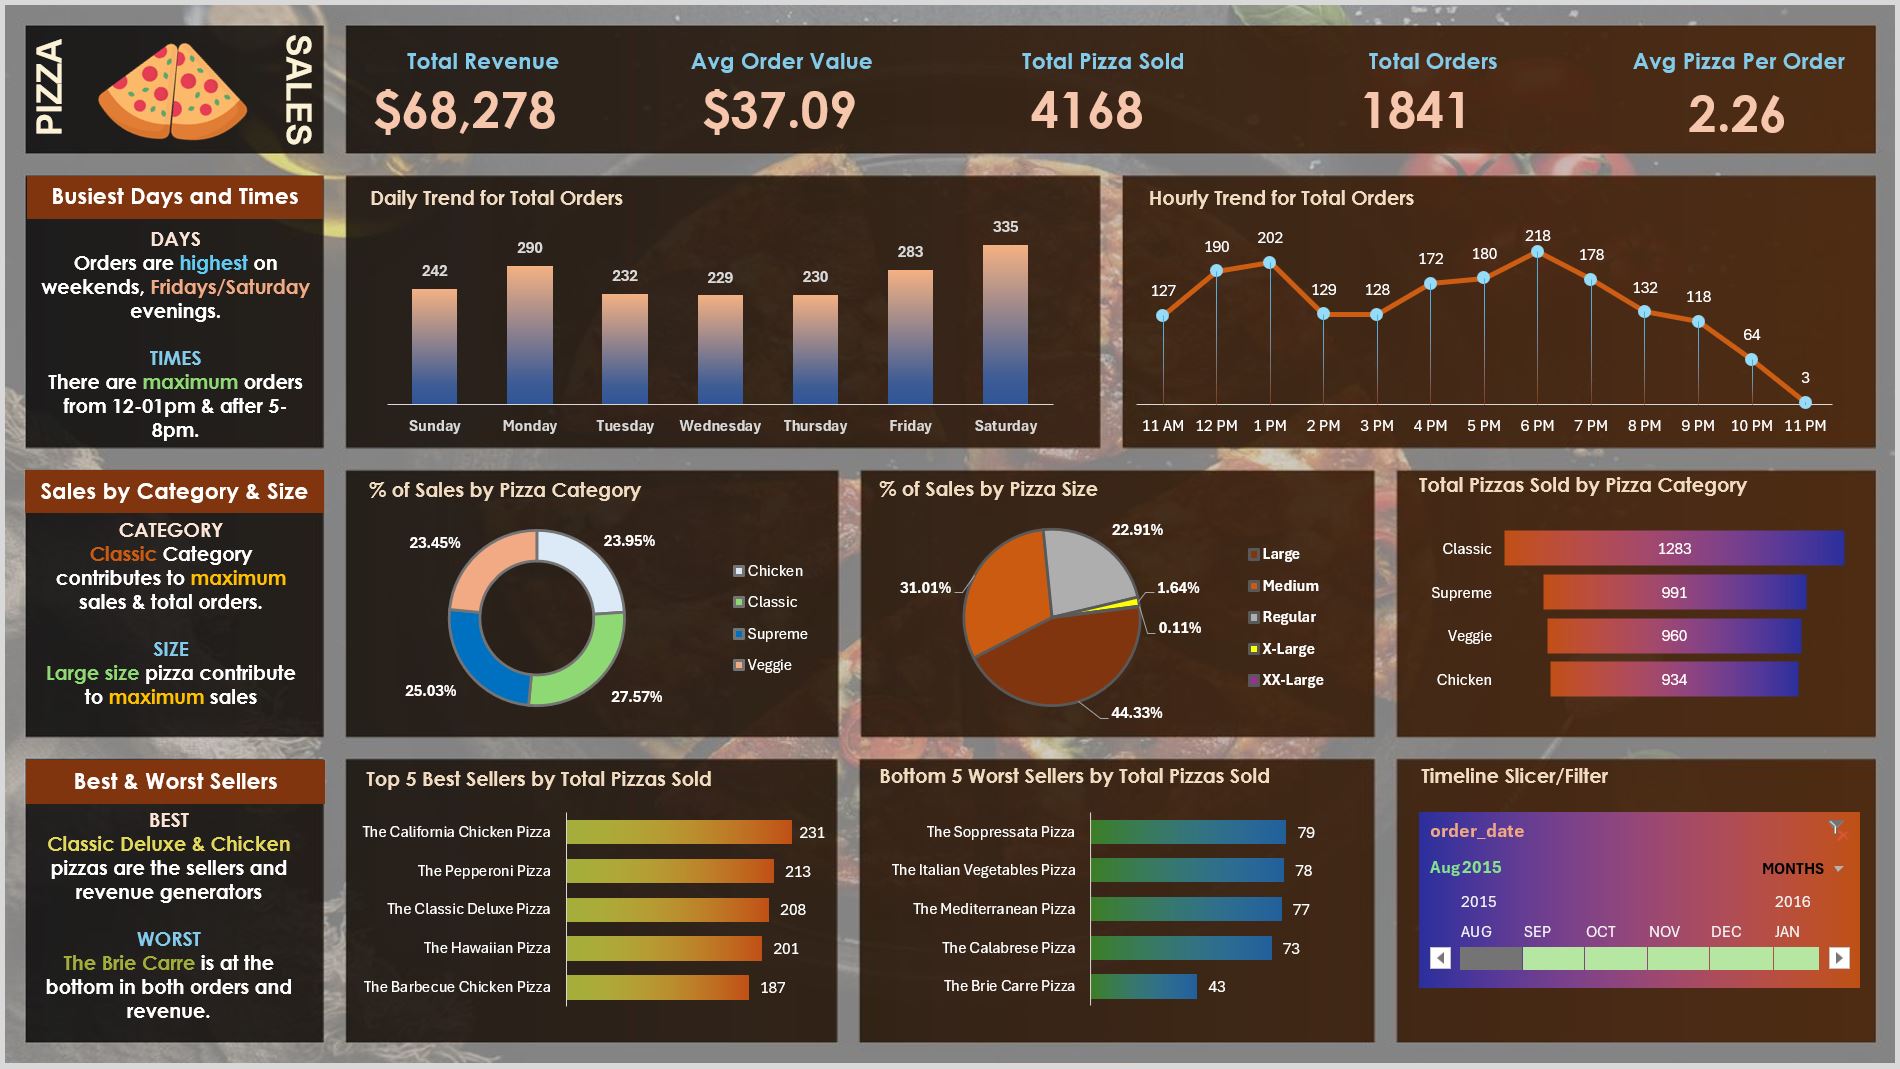 PIZZA
SALES
Total Revenue
$68,278
Avg Order Value
$37.09
Total Pizza Sold
4168
Total Orders
1841
Avg Pizza Per Order
2.26
Busiest Days and Times
DAYS
Orders are highest on
weekends, Fridays/Saturday
evenings.
TIMES
There are maximum orders
from 12-01pm & after 5-
8pm.
Daily Trend for Total Orders
242
290
232
229
230
283
335
Sunday
Monday
Tuesday
Wednesday
Thursday
Friday
Saturday
Hourly Trend for Total Orders
127
190
202
129
128
172
180
218
178
132
118
64
3
11 AM
12 PM
1 PM
2 PM
3 PM
4 PM
5 PM
6 PM
7 PM
8 PM
9 PM
10 PM
11 PM
Sales by Category & Size
CATEGORY
Classic Category
contributes to maximum
sales & total orders.
SIZE
Large size pizza contribute
to maximum sales
% of Sales by Pizza Category
23.45%
23.95%
25.03%
27.57%
Chicken
Classic
Supreme
Veggie
% of Sales by Pizza Size
22.91%
31.01%
1.64%
0.11%
44.33%
Large
Medium
Regular
X-Large
XX-Large
Total Pizzas Sold by Pizza Category
Classic 1283
Supreme 991
Veggie 960
Chicken 934
Best & Worst Sellers
BEST
Classic Deluxe & Chicken
pizzas are the sellers and
revenue generators
WORST
The Brie Carre is at the
bottom in both orders and
revenue.
Top 5 Best Sellers by Total Pizzas Sold
The California Chicken Pizza 231
The Pepperoni Pizza 213
The Classic Deluxe Pizza 208
The Hawaiian Pizza 201
The Barbecue Chicken Pizza 187
Bottom 5 Worst Sellers by Total Pizzas Sold
The Soppressata Pizza 79
The Italian Vegetables Pizza 78
The Mediterranean Pizza 77
The Calabrese Pizza 73
The Brie Carre Pizza 43
Timeline Slicer/Filter
order_date
Aug 2015
MONTHS
2015
2016
AUG
SEP
OCT
NOV
DEC
JAN